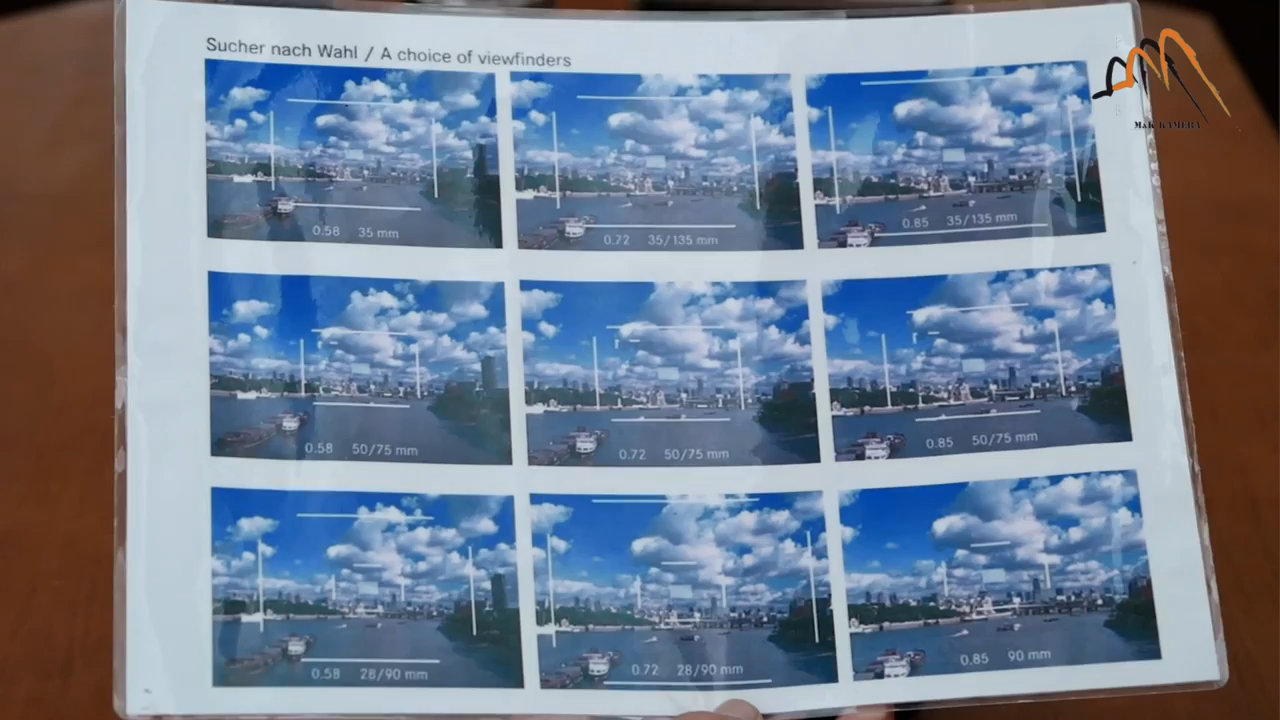 Sucher nach Wahl / A choice of viewfinders
0.58 35 mm
0.72 35/135 mm
0.85 35/135 mm
0.58 50/75 mm
0.72 50/75 mm
0.85 50/75 mm
0.58 28/90 mm
0.72 28/90 mm
0.85 90 mm
M&K KAMERA